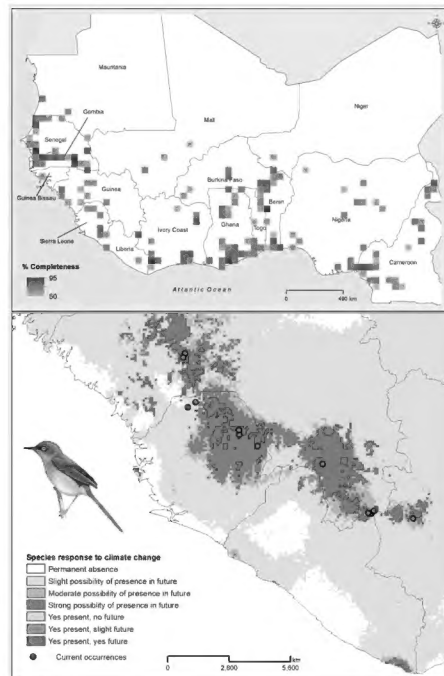 Mauritania
Mali
Niger
Gambia
Senegal
Guinea Bissau
Guinea
Burkina Faso
Benin
Sierra Leone
Ivory Coast
Ghana
Togo
Nigeria
Liberia
Cameroon
% Completeness
95
50
Atlantic Ocean
0
490 km
Species response to climate change
Permanent absence
Slight possibility of presence in future
Moderate possibility of presence in future
Strong possiblity of presence in future
Yes present, no future
Yes present, slight future
Yes present, yes future
Current occurrences
0
2,800
5,600
km